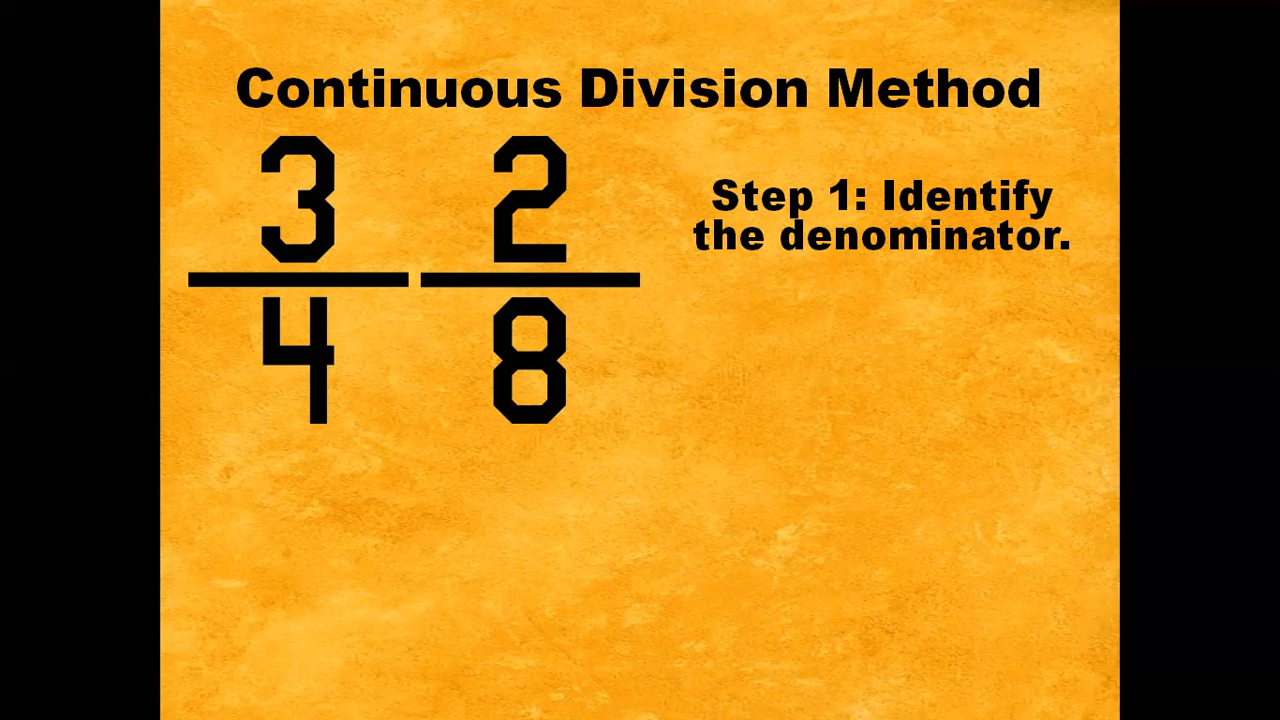 Continuous Division Method
3 2
4 8
Step 1: Identify
the denominator.